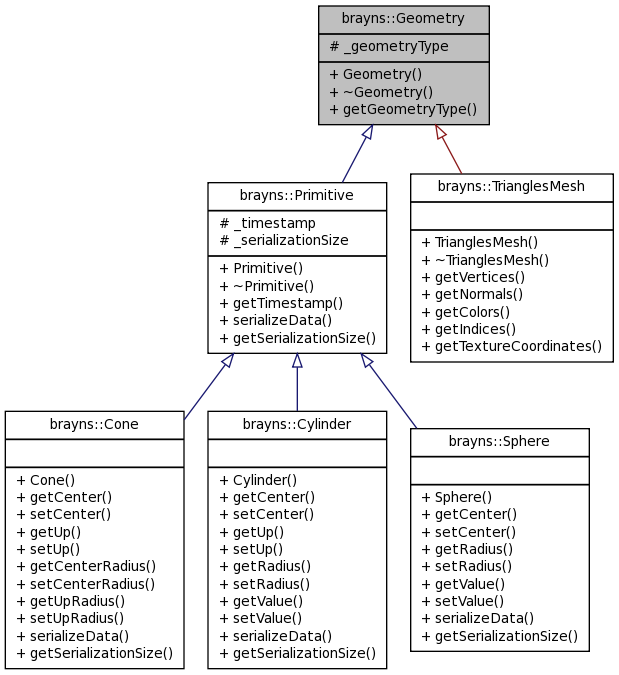 brayns::Geometry
# _geometryType
+ Geometry()
+ ~Geometry()
+ getGeometryType()
brayns::Primitive
# _timestamp
# _serializationSize
+ Primitive()
+ ~Primitive()
+ getTimestamp()
+ serializeData()
+ getSerializationSize()
brayns::TrianglesMesh
+ TrianglesMesh()
+ ~TrianglesMesh()
+ getVertices()
+ getNormals()
+ getColors()
+ getIndices()
+ getTextureCoordinates()
brayns::Cone
+ Cone()
+ getCenter()
+ setCenter()
+ getUp()
+ setUp()
+ getCenterRadius()
+ setCenterRadius()
+ getUpRadius()
+ setUpRadius()
+ serializeData()
+ getSerializationSize()
brayns::Cylinder
+ Cylinder()
+ getCenter()
+ setCenter()
+ getUp()
+ setUp()
+ getRadius()
+ setRadius()
+ getValue()
+ setValue()
+ serializeData()
+ getSerializationSize()
brayns::Sphere
+ Sphere()
+ getCenter()
+ setCenter()
+ getRadius()
+ setRadius()
+ getValue()
+ setValue()
+ serializeData()
+ getSerializationSize()